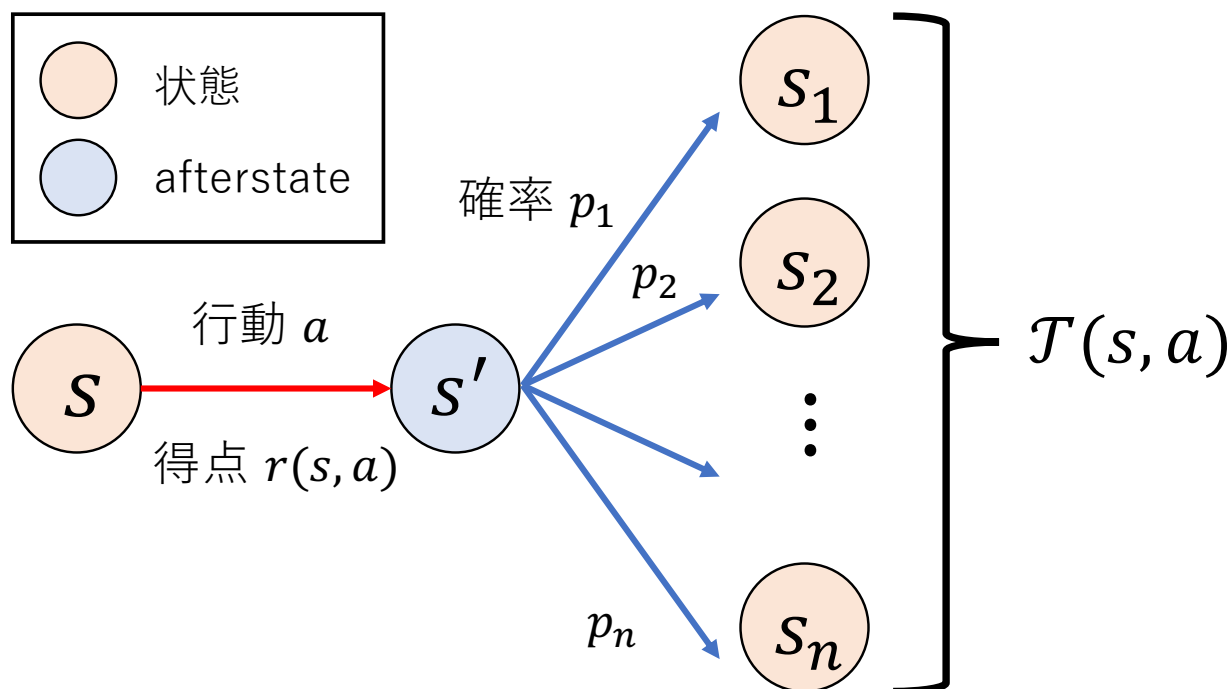 状態
afterstate
行動 a
s
得点 r(s, a)
s′
確率 p₁
p₂
pₙ
s₁
s₂
⋮
sₙ
𝒯(s, a)